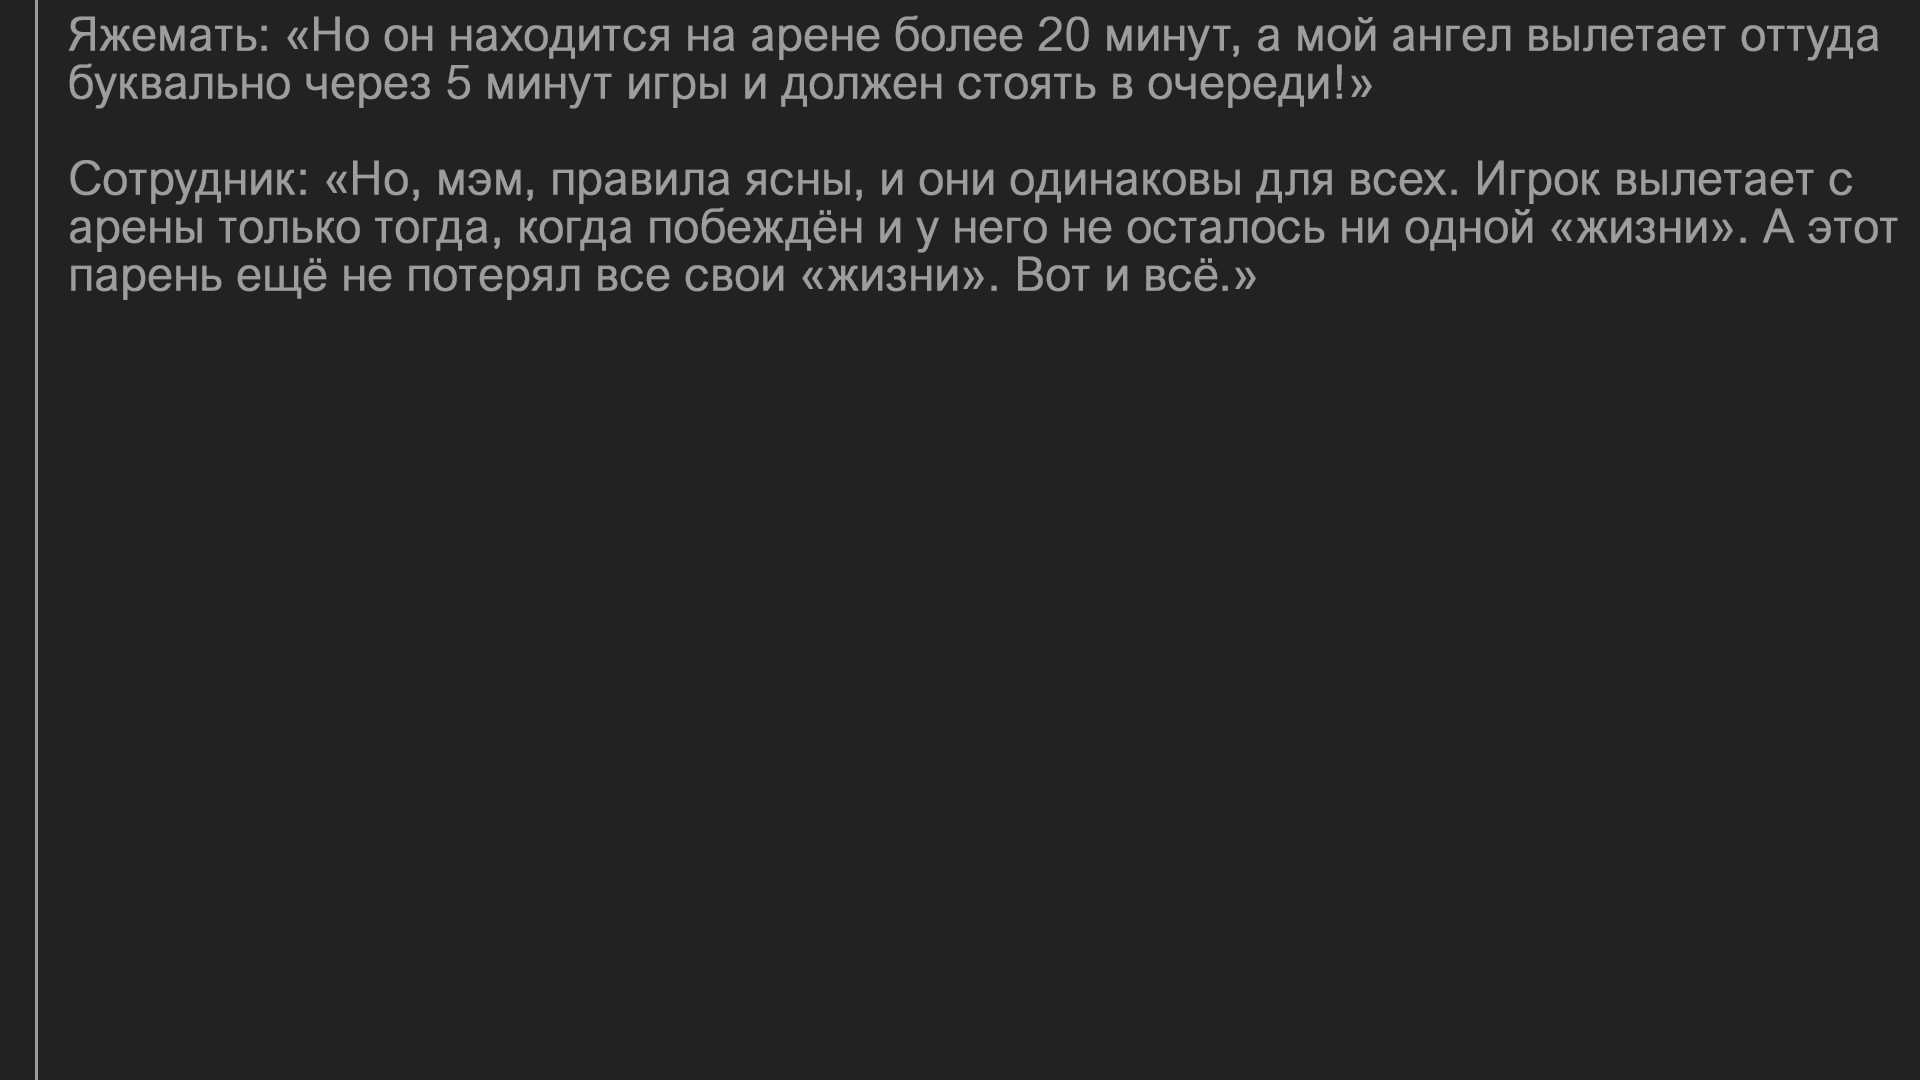 Яжемать: «Но он находится на арене более 20 минут, а мой ангел вылетает оттуда
буквально через 5 минут игры и должен стоять в очереди!»
Сотрудник: «Но, мэм, правила ясны, и они одинаковы для всех. Игрок вылетает с
арены только тогда, когда побеждён и у него не осталось ни одной «жизни». А этот
парень ещё не потерял все свои «жизни». Вот и всё.»